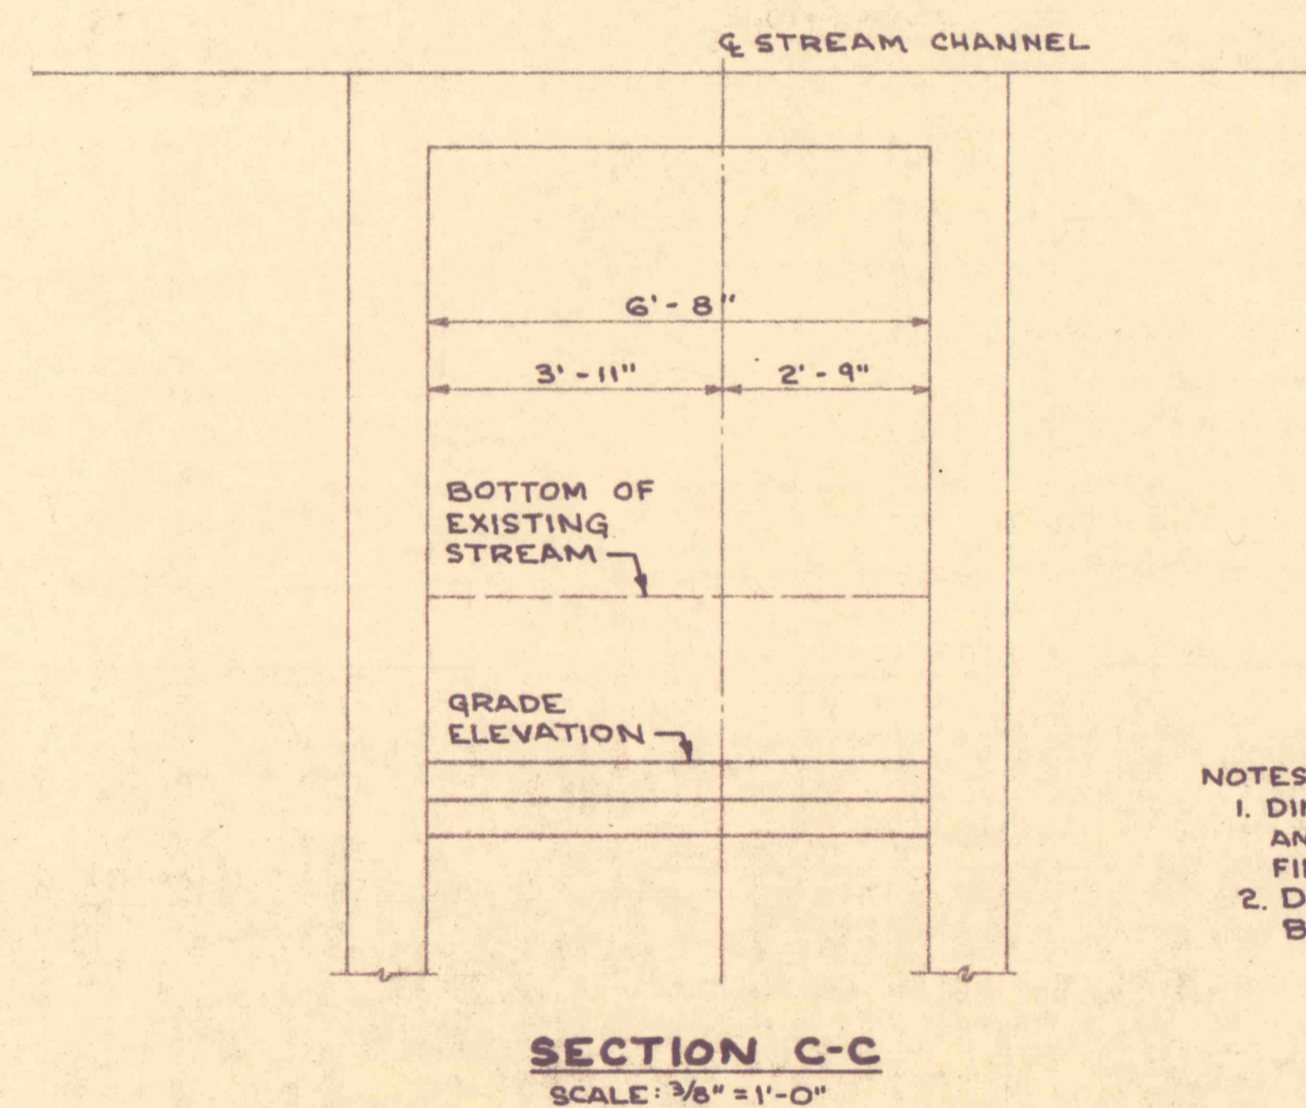 ℄ STREAM CHANNEL
6'-8"
3'-11"
2'-9"
BOTTOM OF
EXISTING
STREAM
GRADE
ELEVATION
NOTES
1.
2.
SECTION C-C
SCALE: 3/8" = 1'-0"